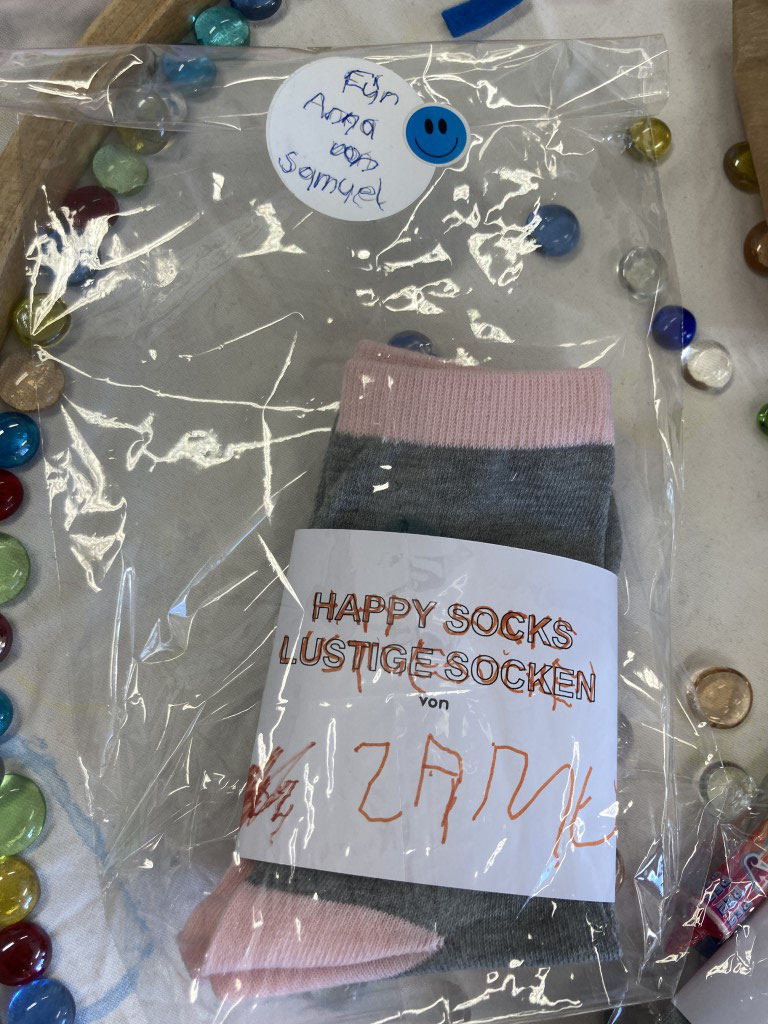 Für
Anna
von
Samuel
HAPPY SOCKS
LUSTIGE SOCKEN
von